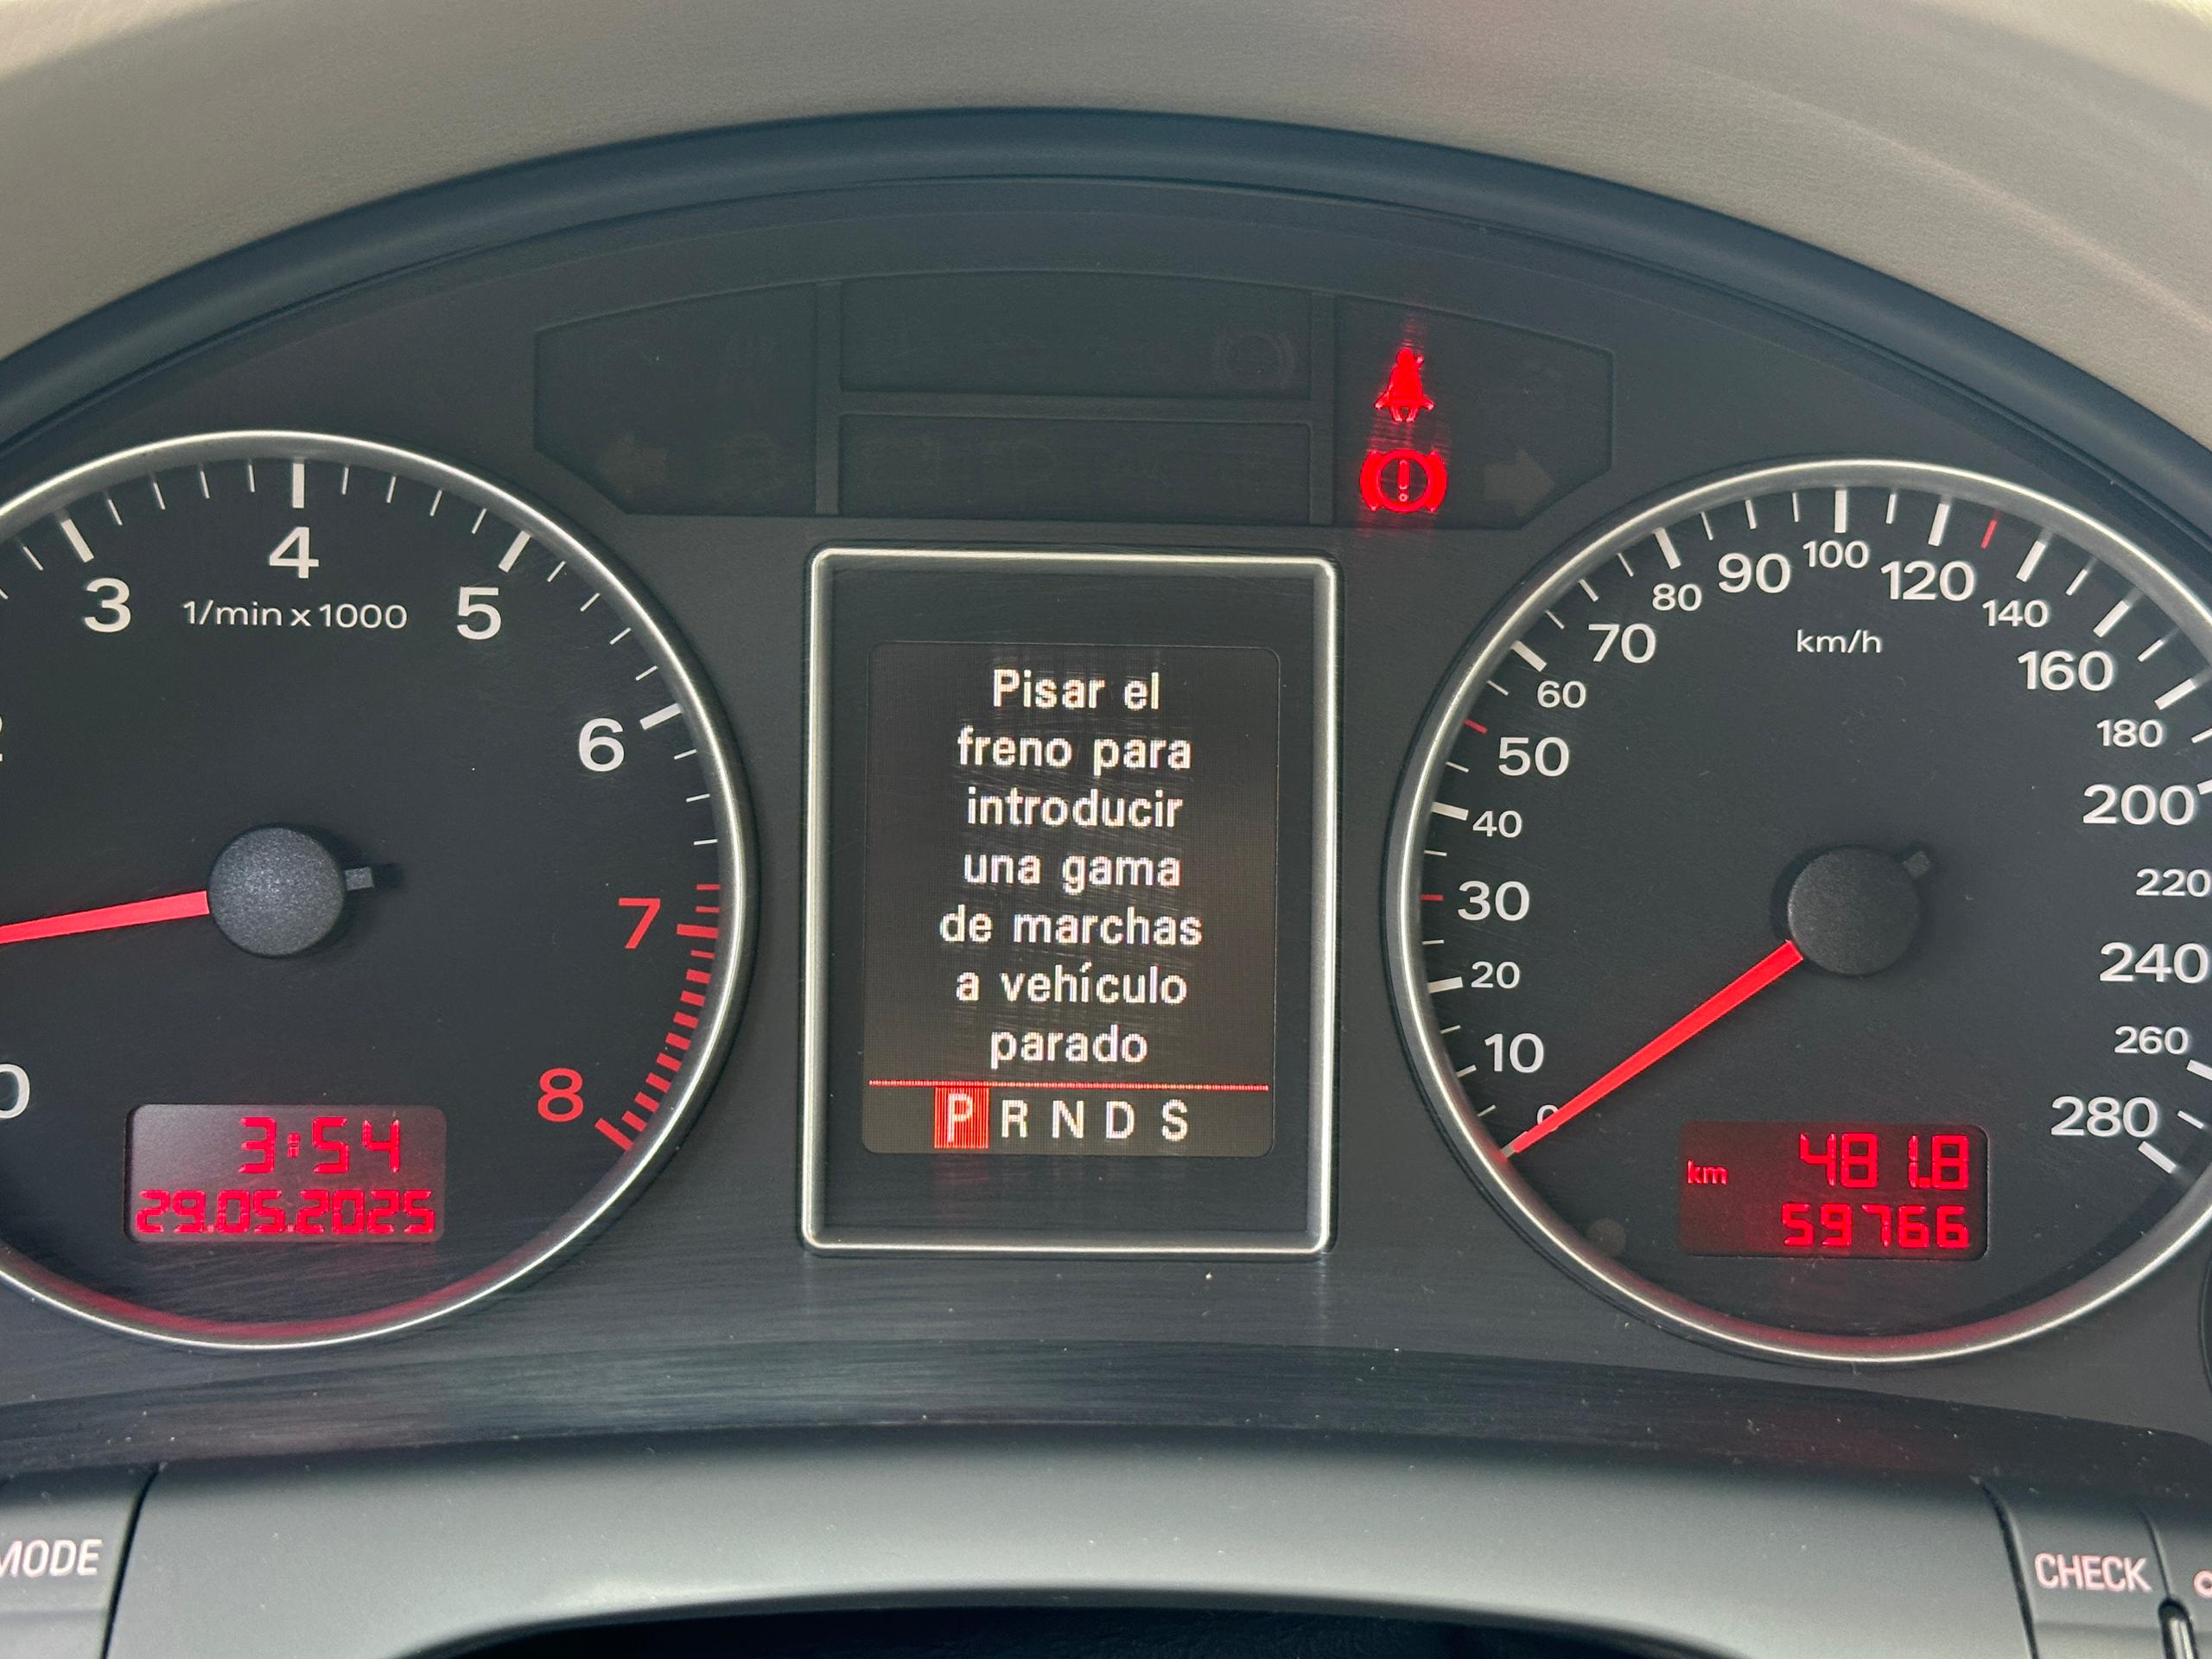 3
4
5
1/min x 1000
6
7
8
0
3:54
29.05.2025
Pisar el
freno para
introducir
una gama
de marchas
a vehículo
parado
P R N D S
0
10
20
30
40
50
60
70
80
90
100
120
140
160
180
200
220
240
260
280
km/h
km 481.8
59766
MODE
CHECK